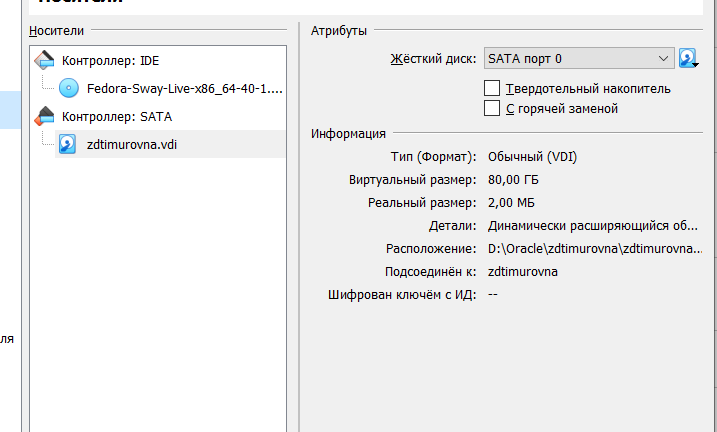 Носители
Атрибуты
Контроллер: IDE
Fedora-Sway-Live-x86_64-40-1....
Контроллер: SATA
zdtimurovna.vdi
Жёсткий диск: SATA порт 0
Твердотельный накопитель
С горячей заменой
Информация
Тип (Формат): Обычный (VDI)
Виртуальный размер: 80,00 ГБ
Реальный размер: 2,00 МБ
Детали: Динамически расширяющийся об...
Расположение: D:\Oracle\zdtimurovna\zdtimurovna...
Подсоединён к: zdtimurovna
Шифрован ключём с ИД: --
ля